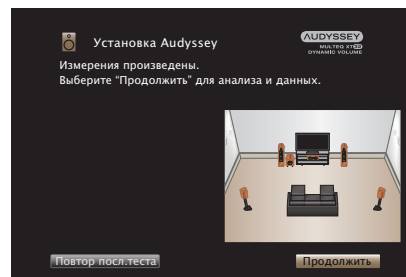 Установка Audyssey
AUDYSSEY
MULTEQ XT32
DYNAMIC VOLUME
Измерения произведены.
Выберите “Продолжить” для анализа и данных.
Повтор посл.теста
Продолжить